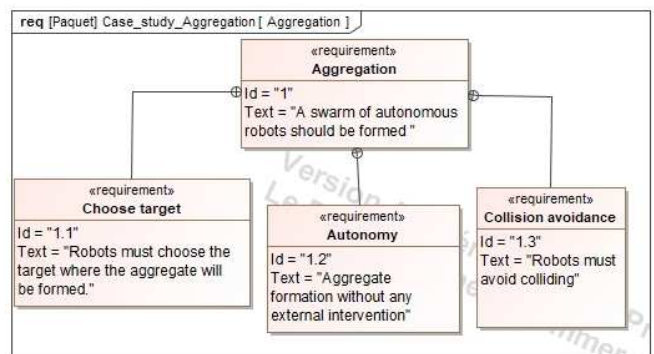 req [Paquet] Case_study_Aggregation [ Aggregation ]
«requirement»
Aggregation
Id = "1"
Text = "A swarm of autonomous
robots should be formed "
«requirement»
Choose target
Id = "1.1"
Text = "Robots must choose the
target where the aggregate will
be formed."
«requirement»
Autonomy
Id = "1.2"
Text = "Aggregate
formation without any
external intervention"
«requirement»
Collision avoidance
Id = "1.3"
Text = "Robots must
avoid colliding"
Version
Le